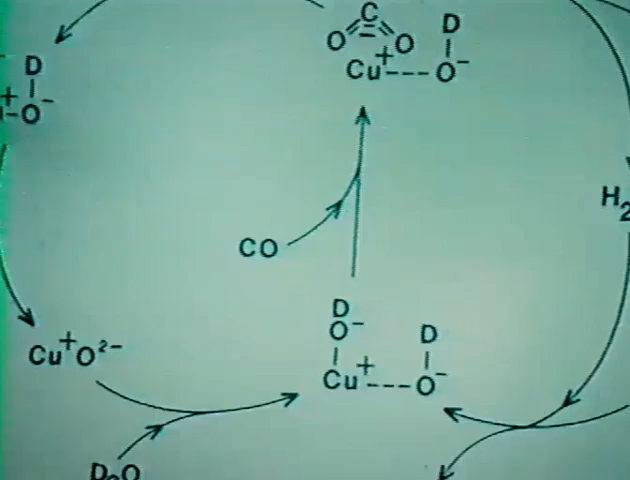 C
O O
D
Cu+---O-
D
+-O-
H2
CO
D
O-
D
Cu+---O-
Cu+O2-
D2O